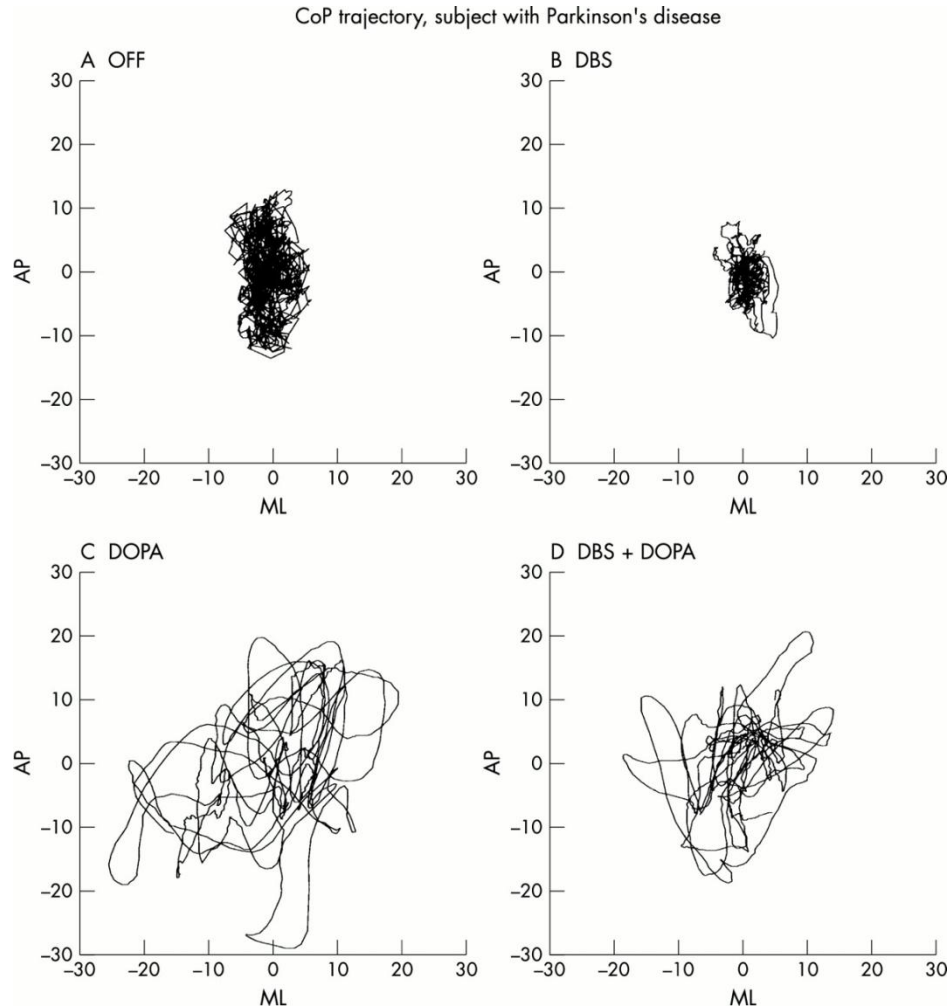 CoP trajectory, subject with Parkinson's disease
A OFF
30
20
10
0
–10
–20
–30
AP
–30 –20 –10 0 10 20 30
ML
B DBS
30
20
10
0
–10
–20
–30
AP
–30 –20 –10 0 10 20 30
ML
C DOPA
30
20
10
0
–10
–20
–30
AP
–30 –20 –10 0 10 20 30
ML
D DBS + DOPA
30
20
10
0
–10
–20
–30
AP
–30 –20 –10 0 10 20 30
ML